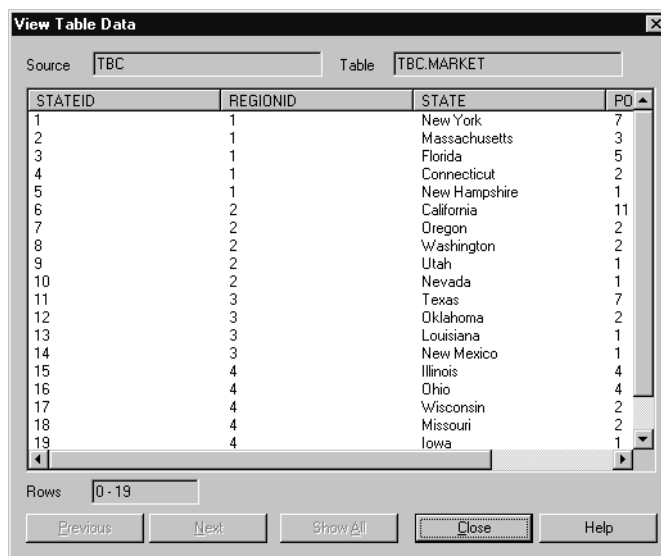 View Table Data
Source TBC Table TBC.MARKET
STATEID REGIONID STATE PO
1 1 New York 7
2 1 Massachusetts 3
3 1 Florida 5
4 1 Connecticut 2
5 1 New Hampshire 1
6 2 California 11
7 2 Oregon 2
8 2 Washington 2
9 2 Utah 1
10 2 Nevada 1
11 3 Texas 7
12 3 Oklahoma 2
13 3 Louisiana 1
14 3 New Mexico 1
15 4 Illinois 4
16 4 Ohio 4
17 4 Wisconsin 2
18 4 Missouri 2
19 4 Iowa 1
Rows 0 - 19
Previous Next Show All Close Help